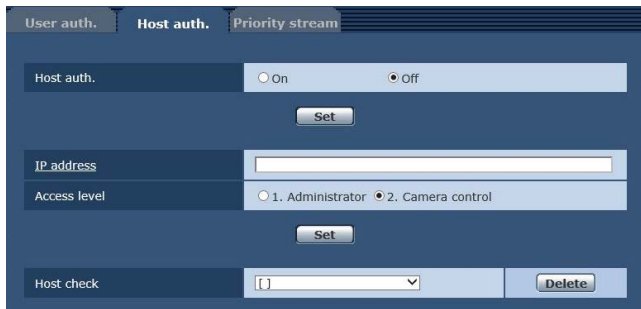 User auth. Host auth. Priority stream
Host auth. On Off
Set
IP address
Access level 1. Administrator 2. Camera control
Set
Host check [ ] Delete